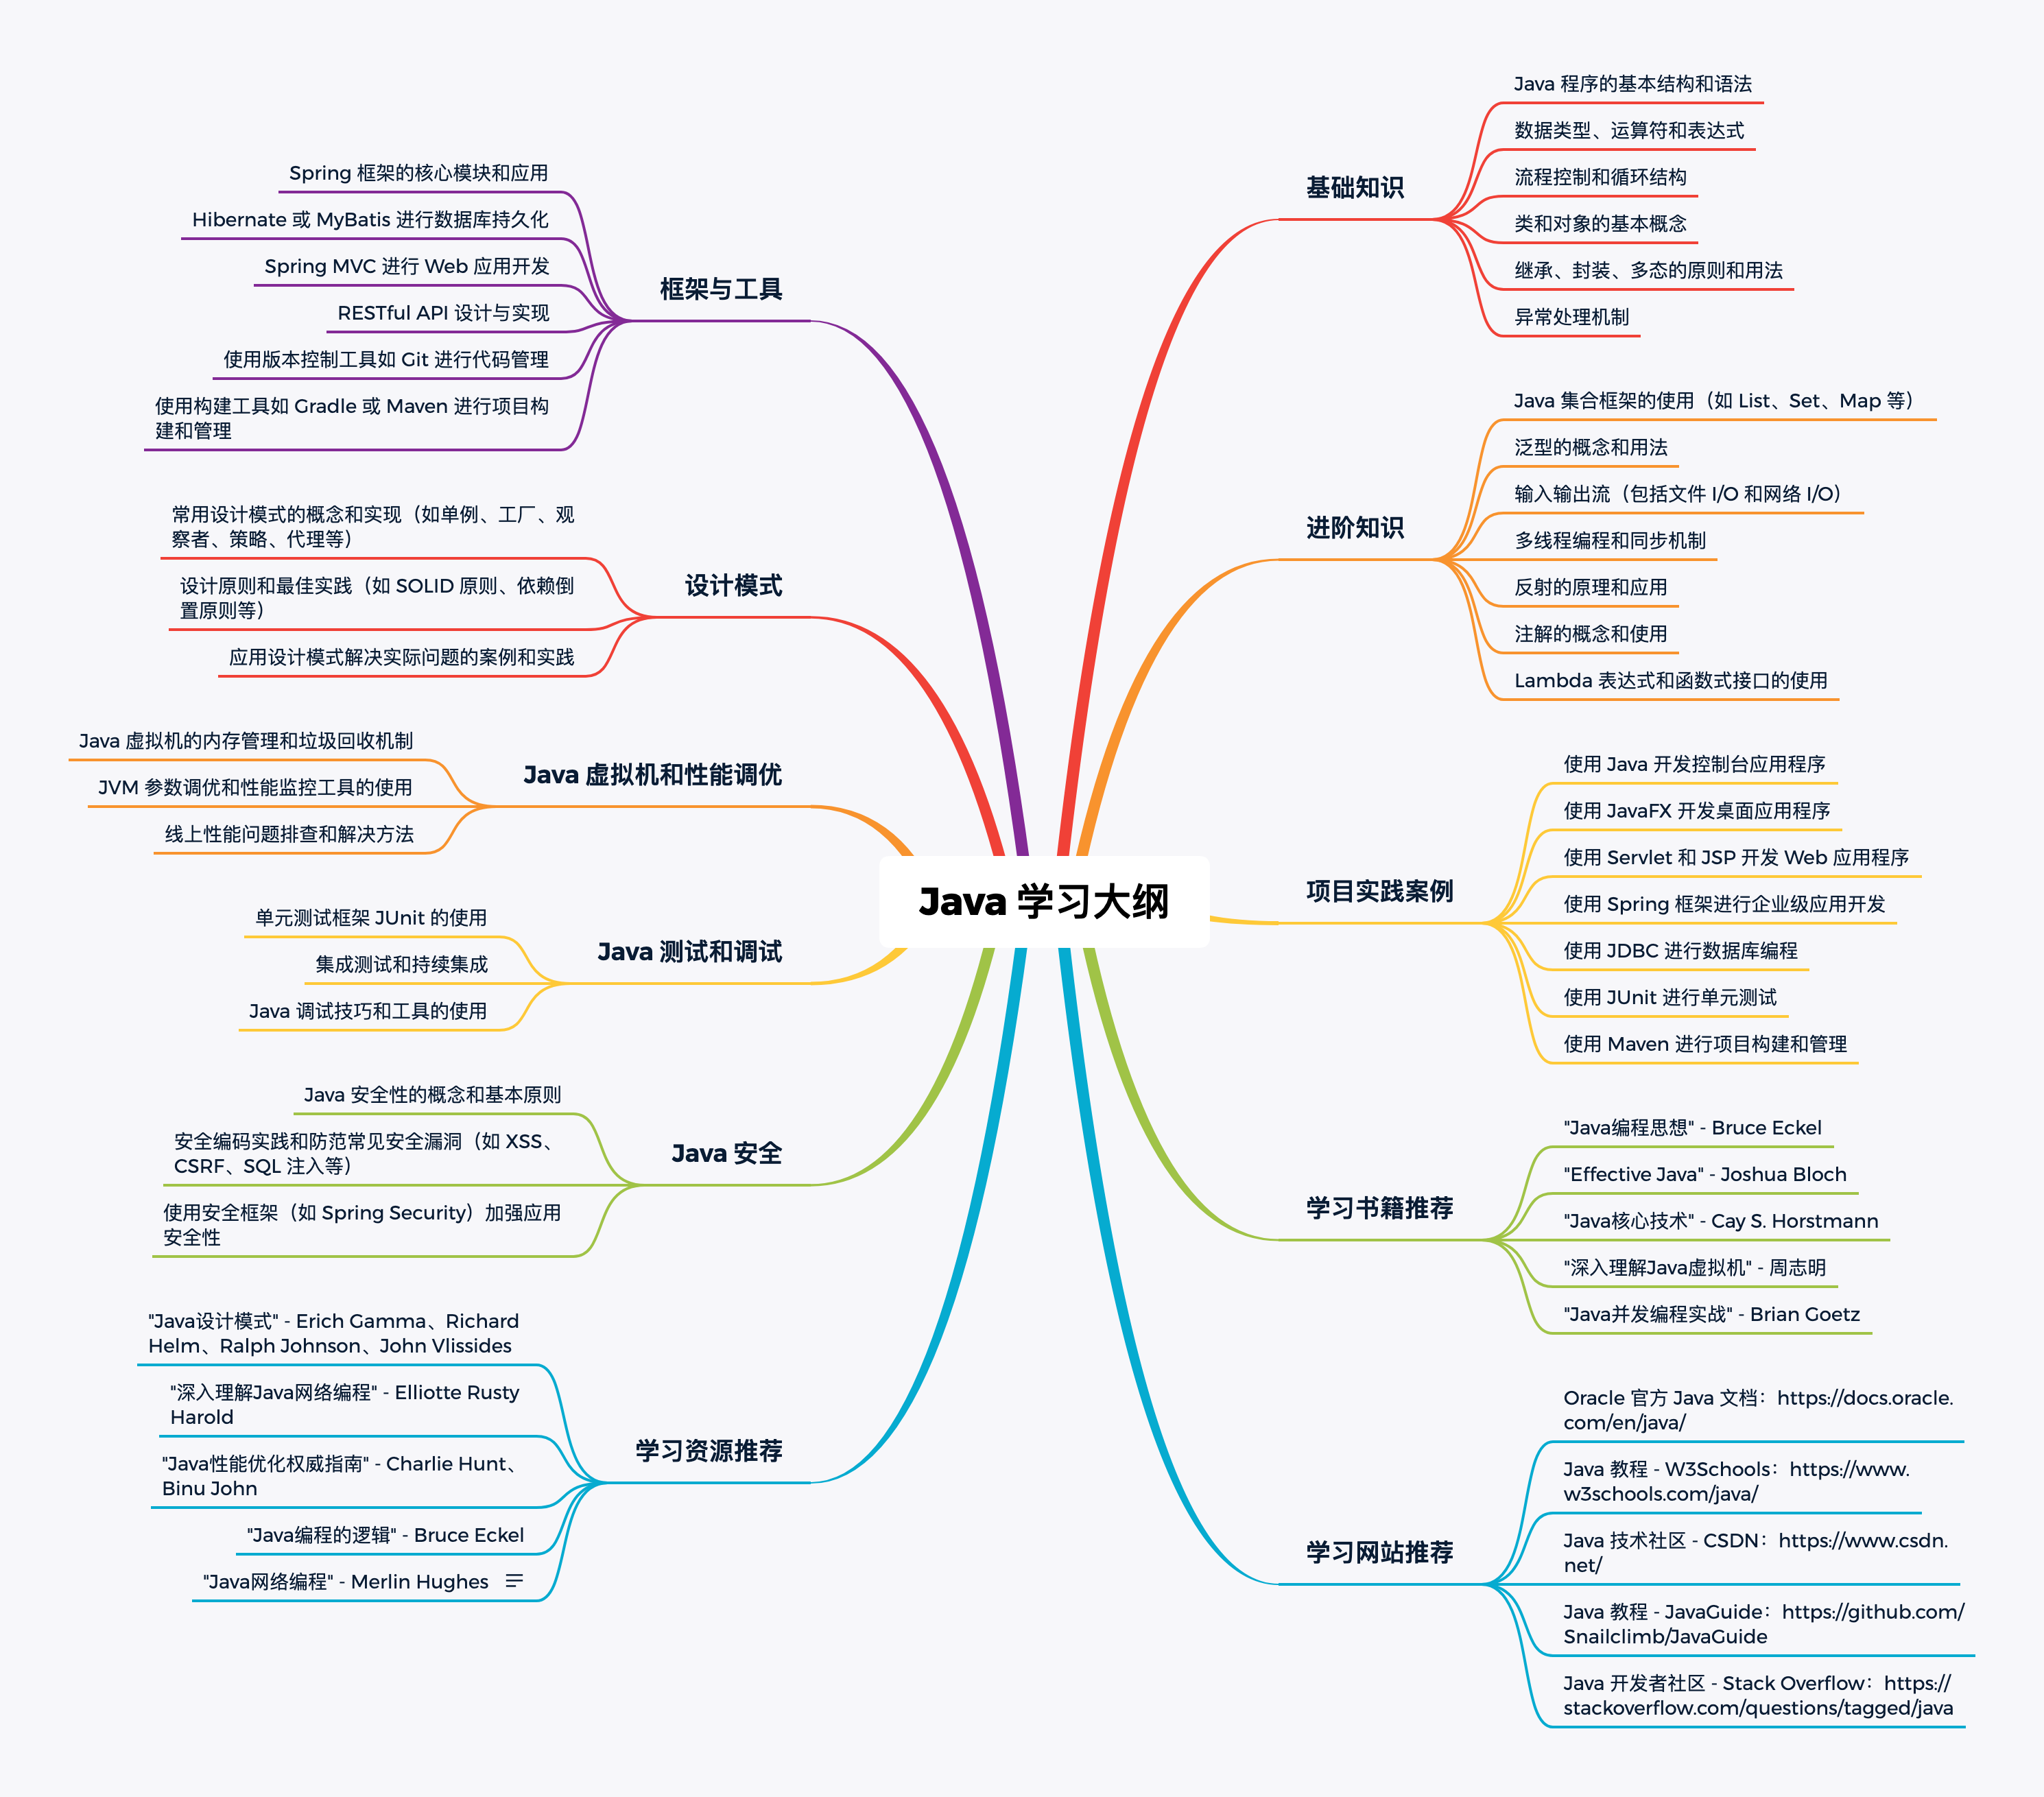 Java 学习大纲
基础知识
Java 程序的基本结构和语法
数据类型、运算符和表达式
流程控制和循环结构
类和对象的基本概念
继承、封装、多态的原则和用法
异常处理机制
进阶知识
Java 集合框架的使用（如 List、Set、Map 等）
泛型的概念和用法
输入输出流（包括文件 I/O 和网络 I/O）
多线程编程和同步机制
反射的原理和应用
注解的概念和使用
Lambda 表达式和函数式接口的使用
项目实践案例
使用 Java 开发控制台应用程序
使用 JavaFX 开发桌面应用程序
使用 Servlet 和 JSP 开发 Web 应用程序
使用 Spring 框架进行企业级应用开发
使用 JDBC 进行数据库编程
使用 JUnit 进行单元测试
使用 Maven 进行项目构建和管理
学习书籍推荐
"Java编程思想" - Bruce Eckel
"Effective Java" - Joshua Bloch
"Java核心技术" - Cay S. Horstmann
"深入理解Java虚拟机" - 周志明
"Java并发编程实战" - Brian Goetz
学习网站推荐
Oracle 官方 Java 文档：https://docs.oracle.
com/en/java/
Java 教程 - W3Schools：https://www.
w3schools.com/java/
Java 技术社区 - CSDN：https://www.csdn.
net/
Java 教程 - JavaGuide：https://github.com/
Snailclimb/JavaGuide
Java 开发者社区 - Stack Overflow：https://
stackoverflow.com/questions/tagged/java
框架与工具
Spring 框架的核心模块和应用
Hibernate 或 MyBatis 进行数据库持久化
Spring MVC 进行 Web 应用开发
RESTful API 设计与实现
使用版本控制工具如 Git 进行代码管理
使用构建工具如 Gradle 或 Maven 进行项目构
建和管理
设计模式
常用设计模式的概念和实现（如单例、工厂、观
察者、策略、代理等）
设计原则和最佳实践（如 SOLID 原则、依赖倒
置原则等）
应用设计模式解决实际问题的案例和实践
Java 虚拟机和性能调优
Java 虚拟机的内存管理和垃圾回收机制
JVM 参数调优和性能监控工具的使用
线上性能问题排查和解决方法
Java 测试和调试
单元测试框架 JUnit 的使用
集成测试和持续集成
Java 调试技巧和工具的使用
Java 安全
Java 安全性的概念和基本原则
安全编码实践和防范常见安全漏洞（如 XSS、
CSRF、SQL 注入等）
使用安全框架（如 Spring Security）加强应用
安全性
学习资源推荐
"Java设计模式" - Erich Gamma、Richard
Helm、Ralph Johnson、John Vlissides
"深入理解Java网络编程" - Elliotte Rusty
Harold
"Java性能优化权威指南" - Charlie Hunt、
Binu John
"Java编程的逻辑" - Bruce Eckel
"Java网络编程" - Merlin Hughes